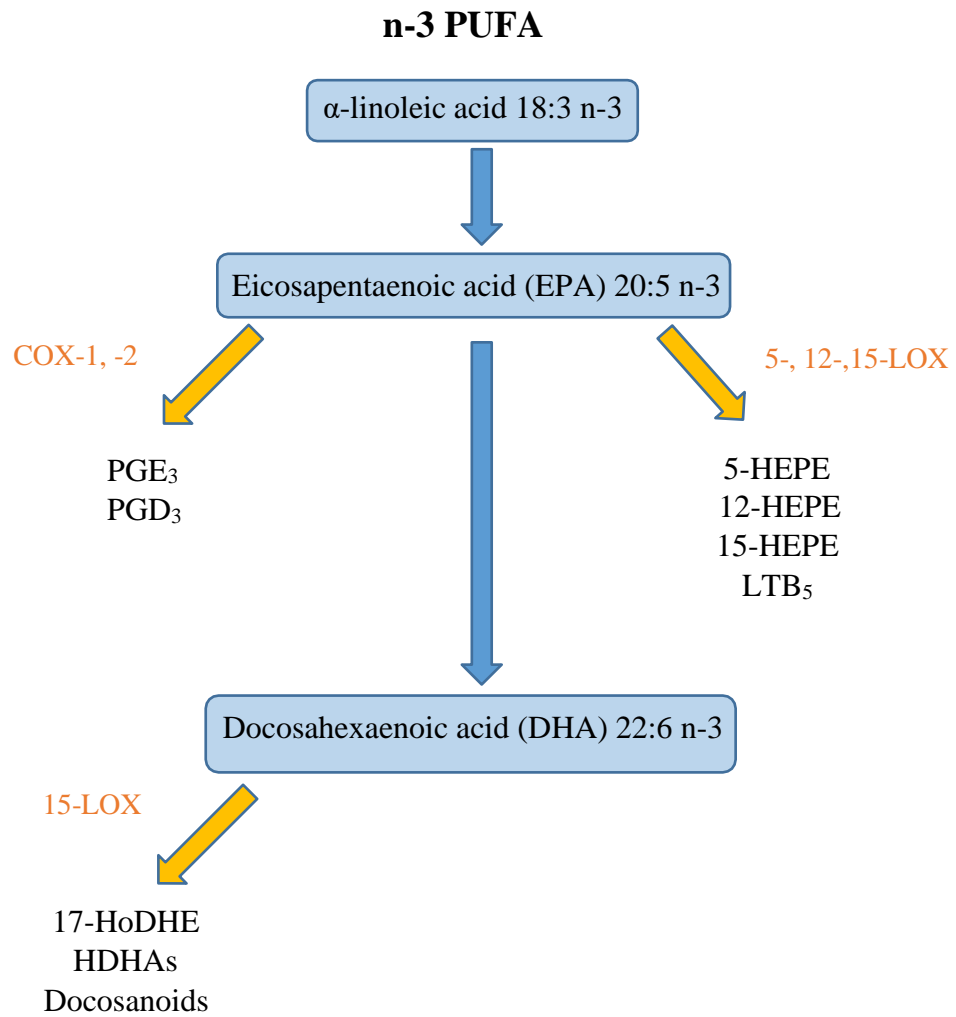 n-3 PUFA
α-linoleic acid 18:3 n-3
Eicosapentaenoic acid (EPA) 20:5 n-3
COX-1, -2
5-, 12-,15-LOX
PGE₃
PGD₃
5-HEPE
12-HEPE
15-HEPE
LTB₅
Docosahexaenoic acid (DHA) 22:6 n-3
15-LOX
17-HoDHE
HDHAs
Docosanoids